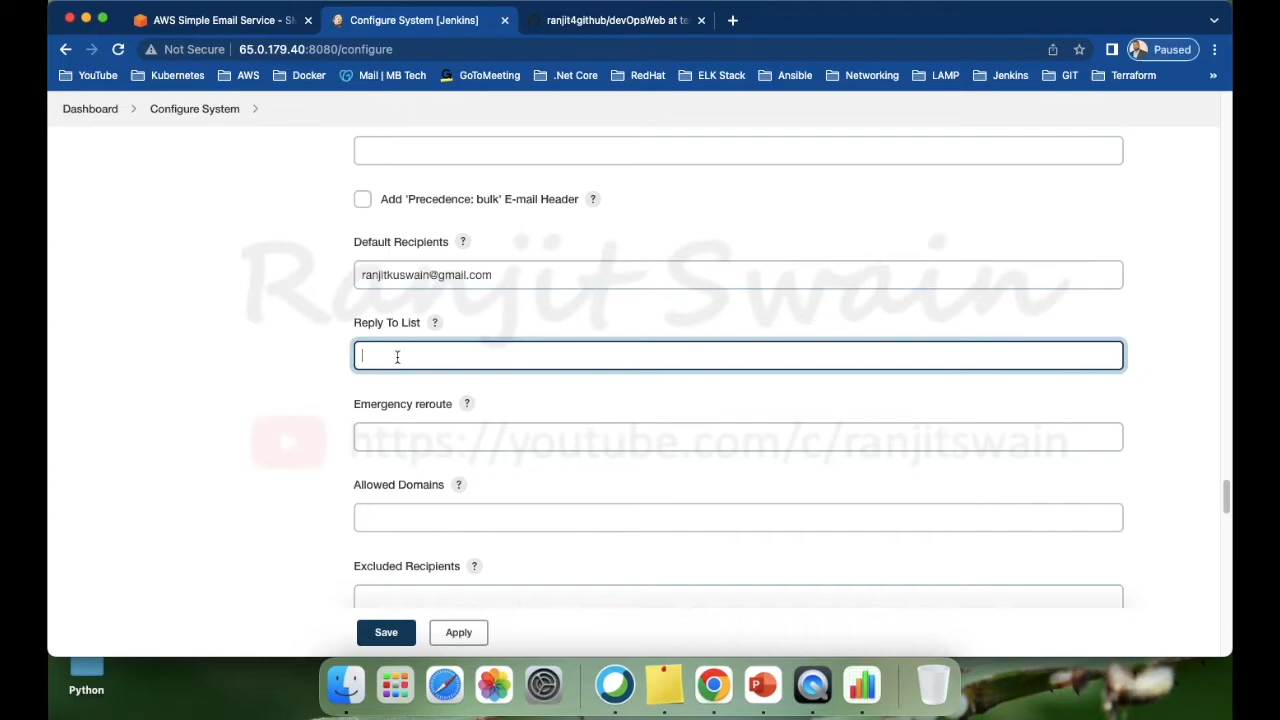 AWS Simple Email Service - SM
Configure System [Jenkins]
ranjit4github/devOpsWeb at te
Not Secure
65.0.179.40:8080/configure
Paused
YouTube
Kubernetes
AWS
Docker
Mail | MB Tech
GoToMeeting
.Net Core
RedHat
ELK Stack
Ansible
Networking
LAMP
Jenkins
GIT
Terraform
»
Dashboard
Configure System
Add 'Precedence: bulk' E-mail Header ?
Default Recipients ?
ranjitkuswain@gmail.com
Ranjit Swain
Reply To List ?
Emergency reroute ?
https://youtube.com/c/ranjitswain
Allowed Domains ?
Excluded Recipients ?
Save
Apply
Python